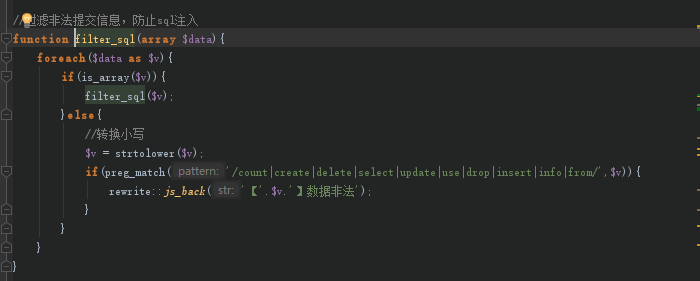 //过滤非法提交信息，防止sql注入
function filter_sql(array $data){
foreach($data as $v){
if(is_array($v)){
filter_sql($v);
}else{
//转换小写
$v = strtolower($v);
if(preg_match( pattern: '/count|create|delete|select|update|use|drop|insert|info|from/',$v)){
rewrite::js_back( str: '【'.$v.'】数据非法');
}
}
}
}